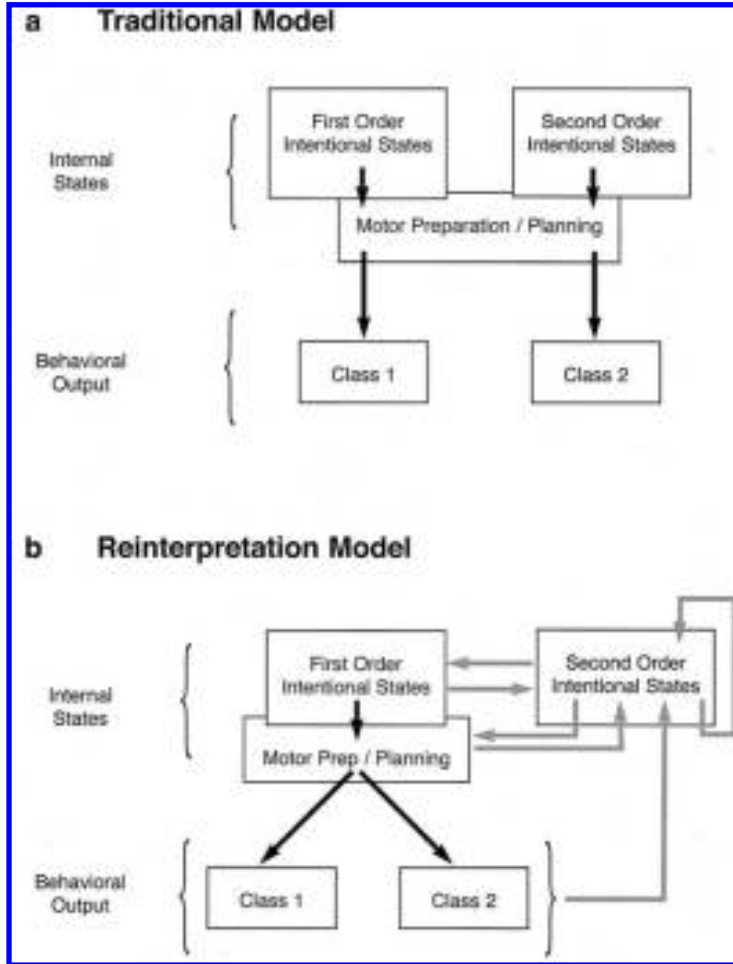 a Traditional Model
First Order
Intentional States
Second Order
Intentional States
Internal
States
Motor Preparation / Planning
Behavioral
Output
Class 1
Class 2
b Reinterpretation Model
First Order
Intentional States
Second Order
Intentional States
Internal
States
Motor Prep / Planning
Behavioral
Output
Class 1
Class 2